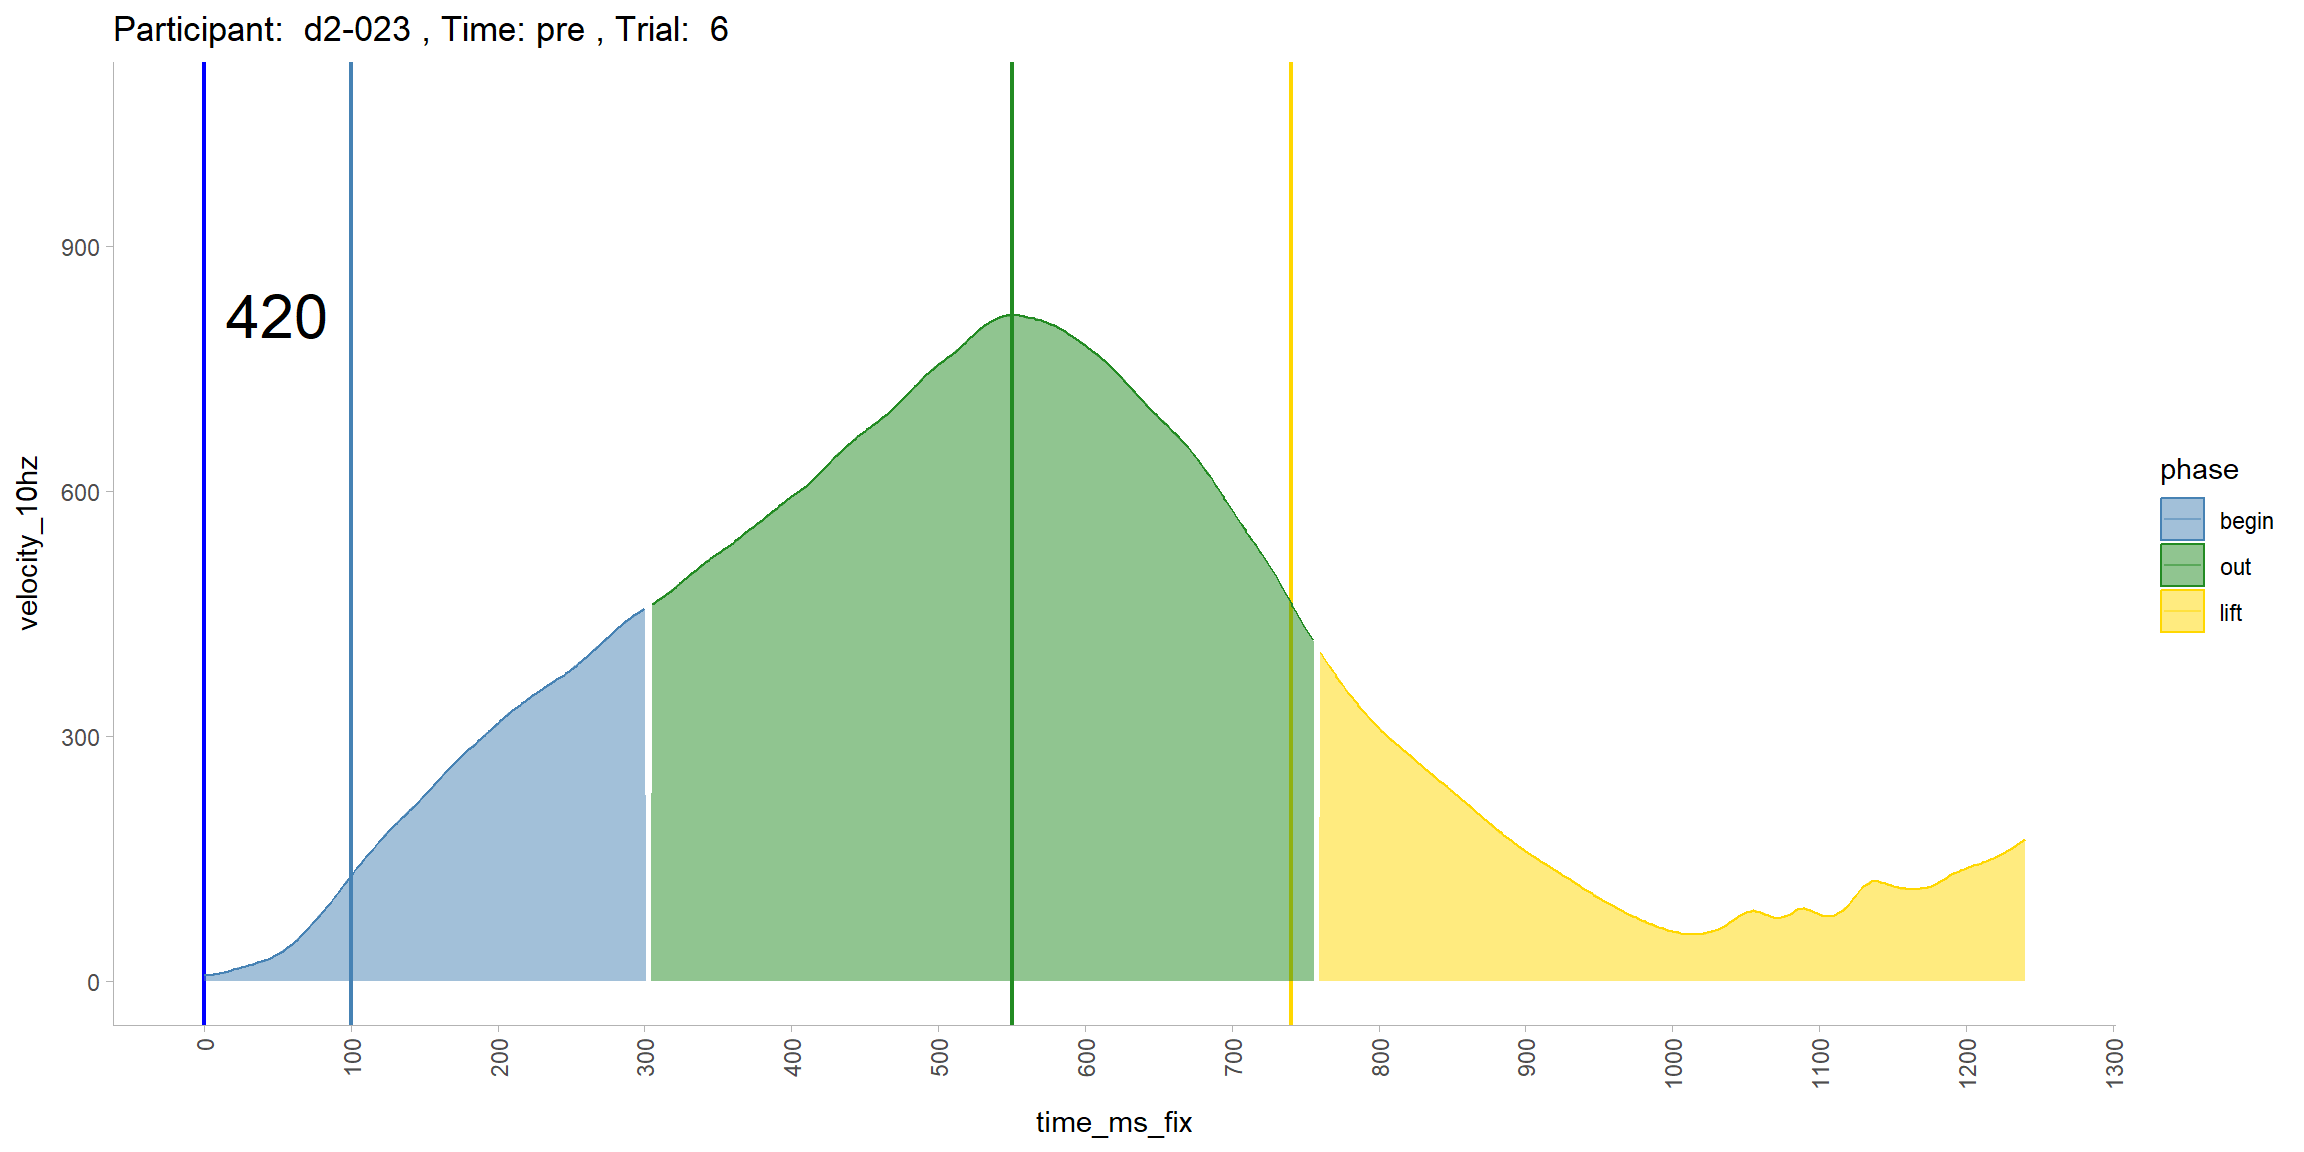 Participant:  d2-023 , Time: pre , Trial:  6
900
600
300
0
velocity_10hz
420
0
100
200
300
400
500
600
700
800
900
1000
1100
1200
1300
time_ms_fix
phase
begin
out
lift